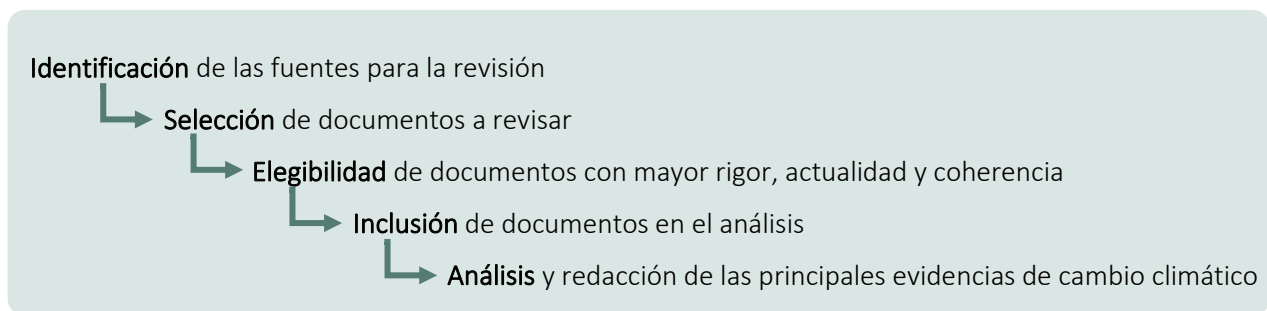 Identificación de las fuentes para la revisión
Selección de documentos a revisar
Elegibilidad de documentos con mayor rigor, actualidad y coherencia
Inclusión de documentos en el análisis
Análisis y redacción de las principales evidencias de cambio climático